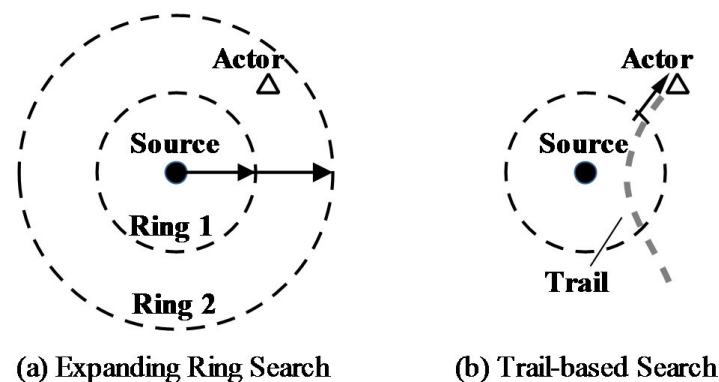 Actor
Source
Ring 1
Ring 2
(a) Expanding Ring Search
Actor
Source
Trail
(b) Trail-based Search